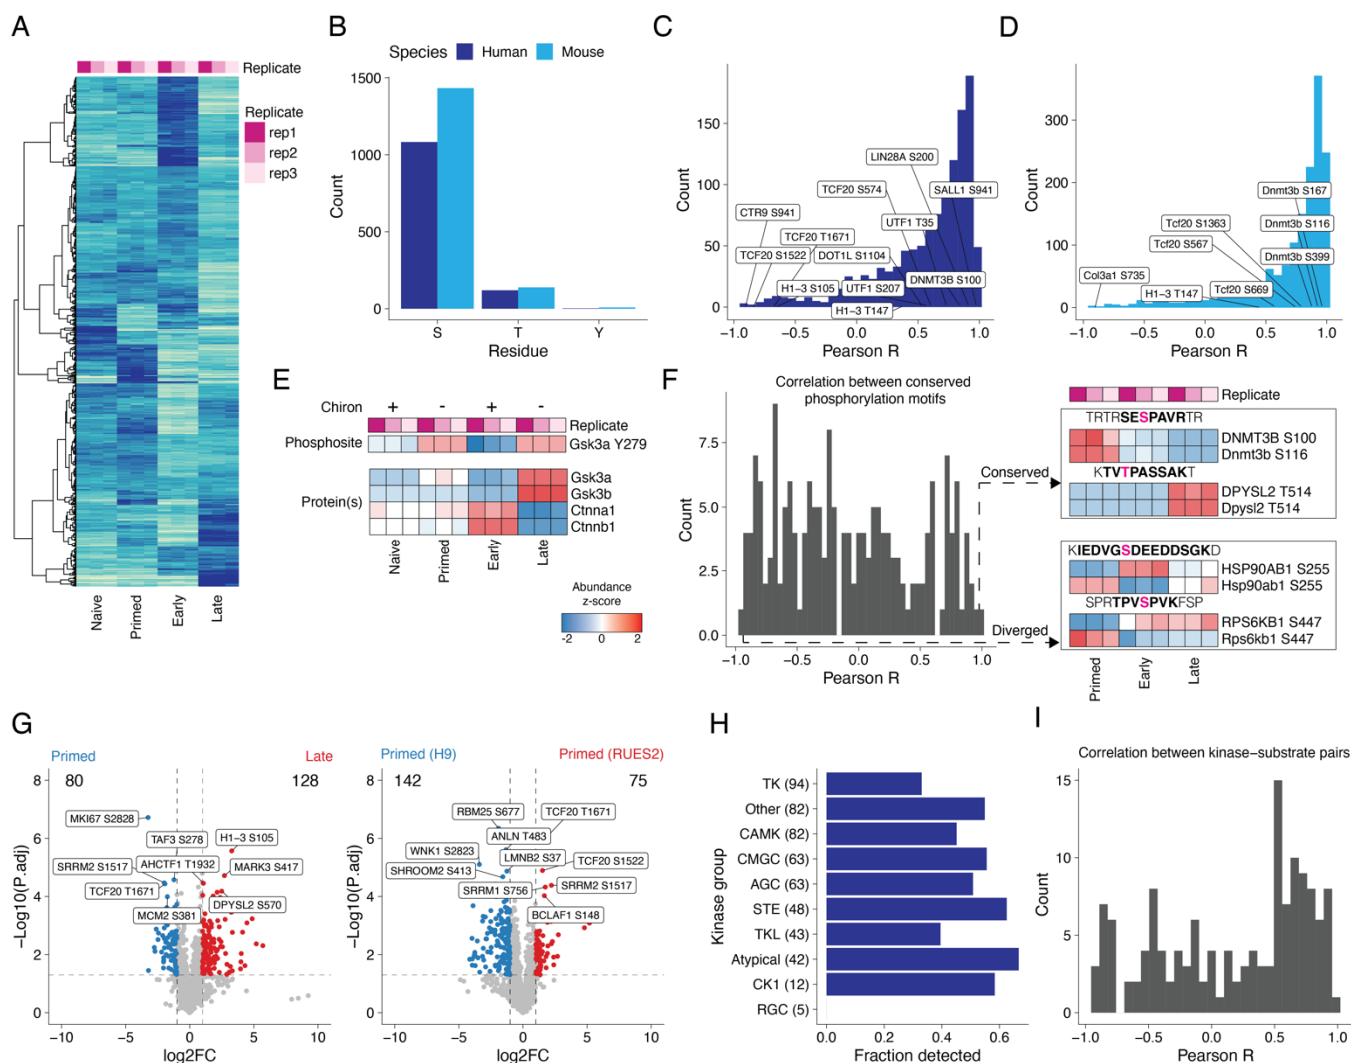 A
Replicate
Replicate
rep1
rep2
rep3
Naive
Primed
Early
Late
B
Species
Human
Mouse
1500
1000
500
0
Count
S
T
Y
Residue
C
150
100
50
0
Count
LIN28A S200
TCF20 S574
SALL1 S941
CTR9 S941
UTF1 T35
TCF20 T1671
TCF20 S1522
DOT1L S1104
H1−3 S105
UTF1 S207
DNMT3B S100
H1−3 T147
−1.0
−0.5
0.0
0.5
1.0
Pearson R
D
300
200
100
0
Count
Dnmt3b S167
Tcf20 S1363
Dnmt3b S116
Tcf20 S567
Dnmt3b S399
Col3a1 S735
H1−3 T147
Tcf20 S669
−1.0
−0.5
0.0
0.5
1.0
Pearson R
E
Chiron
+
-
+
-
Replicate
Phosphosite
Gsk3a Y279
Protein(s)
Gsk3a
Gsk3b
Ctnna1
Ctnnb1
Naive
Primed
Early
Late
Abundance
z-score
-2
0
2
F
Correlation between conserved
phosphorylation motifs
7.5
5.0
2.5
0.0
Count
−1.0
−0.5
0.0
0.5
1.0
Pearson R
Conserved
Diverged
Replicate
TRTRSESPAVRTR
DNMT3B S100
Dnmt3b S116
KTVTPASSAKT
DPYSL2 T514
Dpysl2 T514
KIEDVGSDEEDDSGKD
HSP90AB1 S255
Hsp90ab1 S255
SPRTPVSPVKFSP
RPS6KB1 S447
Rps6kb1 S447
Primed
Early
Late
G
Primed
Late
80
128
8
6
4
2
0
−Log10(P.adj)
MKI67 S2828
TAF3 S278
H1−3 S105
SRRM2 S1517
AHCTF1 T1932
MARK3 S417
TCF20 T1671
DPYSL2 S570
MCM2 S381
−10
−5
0
5
10
log2FC
Primed (H9)
Primed (RUES2)
142
75
8
6
4
2
0
−Log10(P.adj)
RBM25 S677
TCF20 T1671
ANLN T483
WNK1 S2823
LMNB2 S37
TCF20 S1522
SHROOM2 S413
SRRM1 S756
SRRM2 S1517
BCLAF1 S148
−10
−5
0
5
10
log2FC
H
Kinase group
TK (94)
Other (82)
CAMK (82)
CMGC (63)
AGC (63)
STE (48)
TKL (43)
Atypical (42)
CK1 (12)
RGC (5)
0.0
0.2
0.4
0.6
Fraction detected
I
Correlation between kinase−substrate pairs
15
10
5
0
Count
−1.0
−0.5
0.0
0.5
1.0
Pearson R